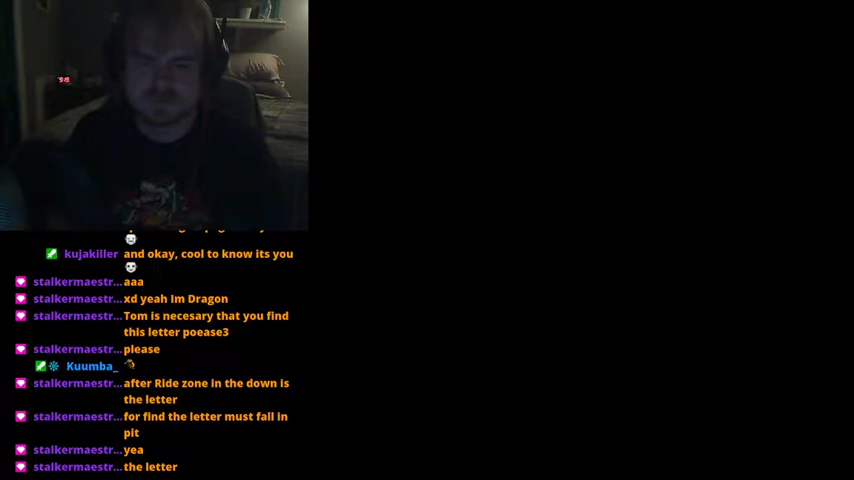 kujakiller and okay, cool to know its you
stalkermaestr... aaa
stalkermaestr... xd yeah Im Dragon
stalkermaestr... Tom is necesary that you find
this letter poease3
stalkermaestr... please
Kuumba_
stalkermaestr... after Ride zone in the down is
the letter
stalkermaestr... for find the letter must fall in
pit
stalkermaestr... yea
stalkermaestr... the letter